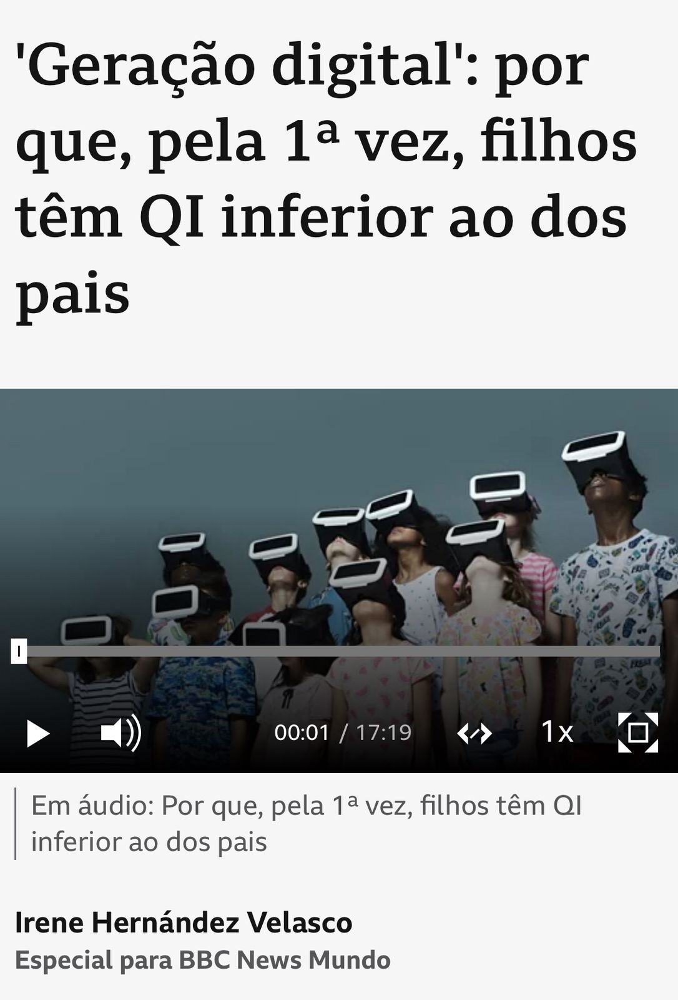 'Geração digital': por
que, pela 1ª vez, filhos
têm QI inferior ao dos
pais
00:01 / 17:19
1x
Em áudio: Por que, pela 1ª vez, filhos têm QI
inferior ao dos pais
Irene Hernández Velasco
Especial para BBC News Mundo